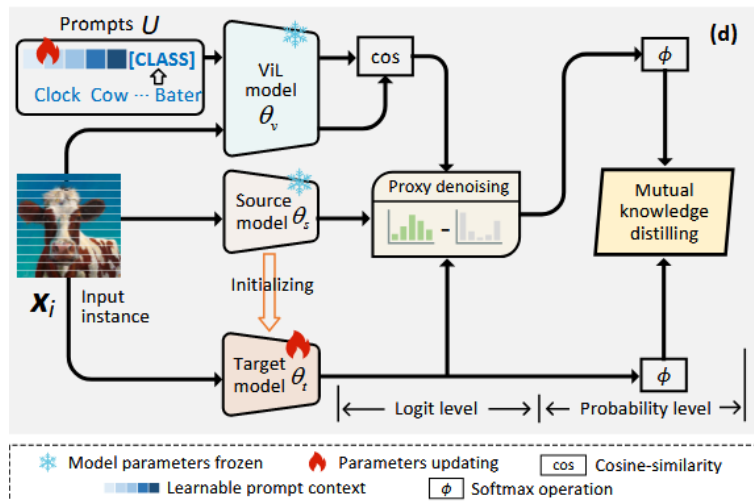 Prompts U
(d)
[CLASS]
Clock Cow ··· Bater
ViL
model
θv
cos
ϕ
Source
model θs
Proxy denoising
-
Mutual
knowledge
distilling
Xi
Input
instance
Initializing
Target
model θt
ϕ
Logit level
Probability level
Model parameters frozen
Parameters updating
cos Cosine-similarity
Learnable prompt context
ϕ Softmax operation